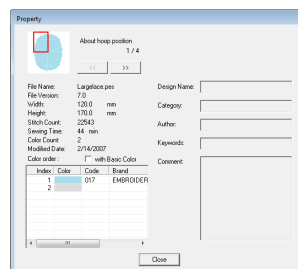 Property
About hoop position
1 / 4
<< >>
File Name: Largelace.pes
File Version: 7.0
Width: 120.0 mm
Height: 170.0 mm
Stitch Count: 22543
Sewing Time: 44 min
Color Count: 2
Modified Date: 2/14/2007
Color order : with Basic Color
Index Color Code Brand
1 017 EMBROIDER
2
Design Name:
Category:
Author:
Keywords:
Comment:
Close